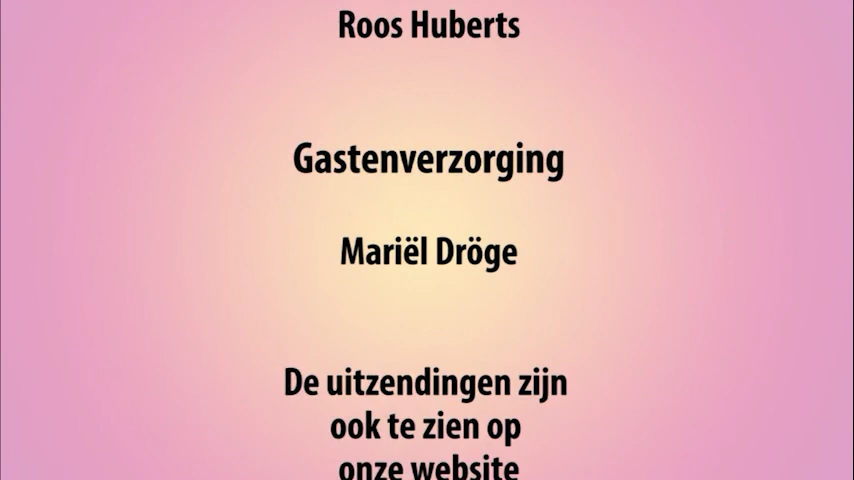 Roos Huberts
Gastenverzorging
Mariël Dröge
De uitzendingen zijn
ook te zien op
onze website